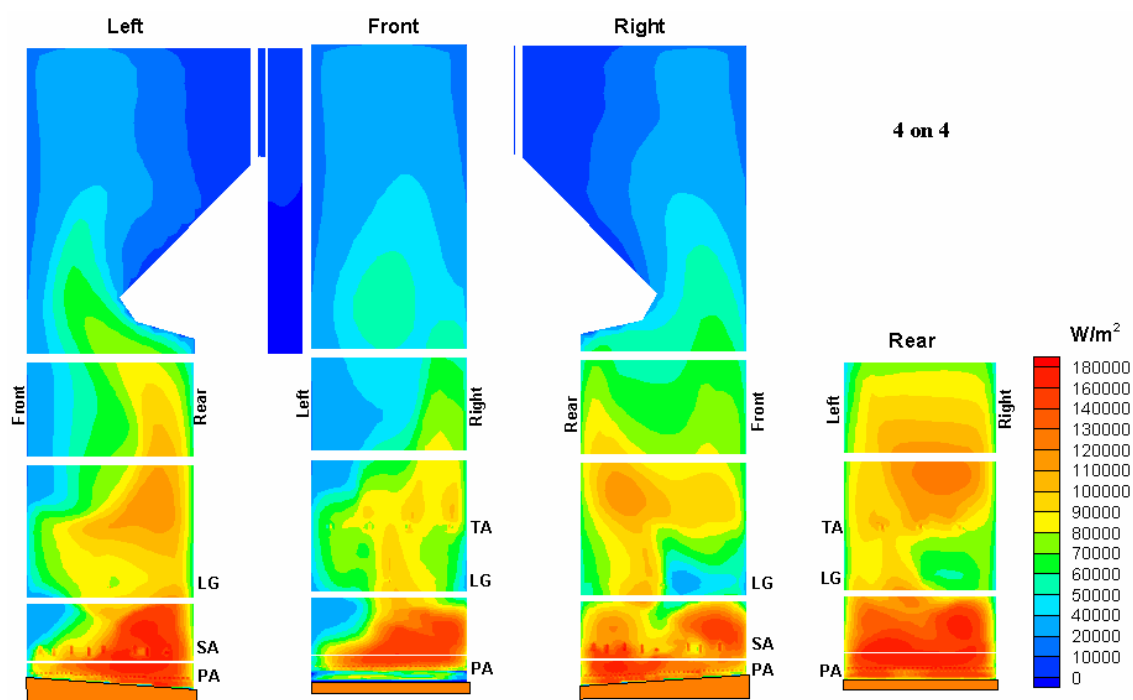 Left
Front
Right
4 on 4
W/m²
Rear
180000
160000
140000
120000
110000
100000
90000
80000
70000
60000
50000
40000
30000
20000
10000
0
Front
Rear
Left
Right
Rear
Front
Left
Right
TA
TA
LG
LG
LG
LG
SA
SA
PA
PA
PA
PA